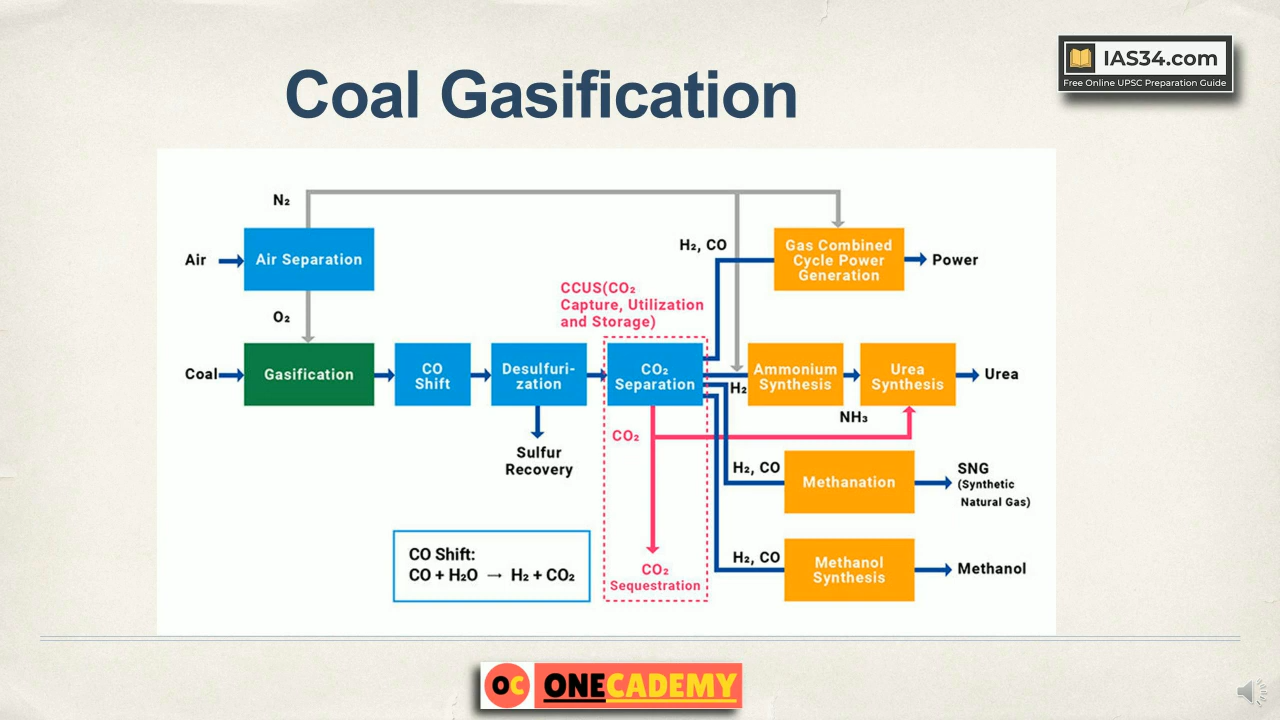 IAS34.com
Free Online UPSC Preparation Guide
Coal Gasification
N₂
Air
Air Separation
O₂
Coal
Gasification
CO
Shift
Desulfuri-
zation
Sulfur
Recovery
CCUS(CO₂
Capture, Utilization
and Storage)
CO₂
Separation
CO₂
CO₂
Sequestration
H₂, CO
Gas Combined
Cycle Power
Generation
Power
H₂
Ammonium
Synthesis
Urea
Synthesis
Urea
NH₃
H₂, CO
Methanation
SNG
(Synthetic
Natural Gas)
H₂, CO
Methanol
Synthesis
Methanol
CO Shift:
CO + H₂O → H₂ + CO₂
OC ONECADEMY